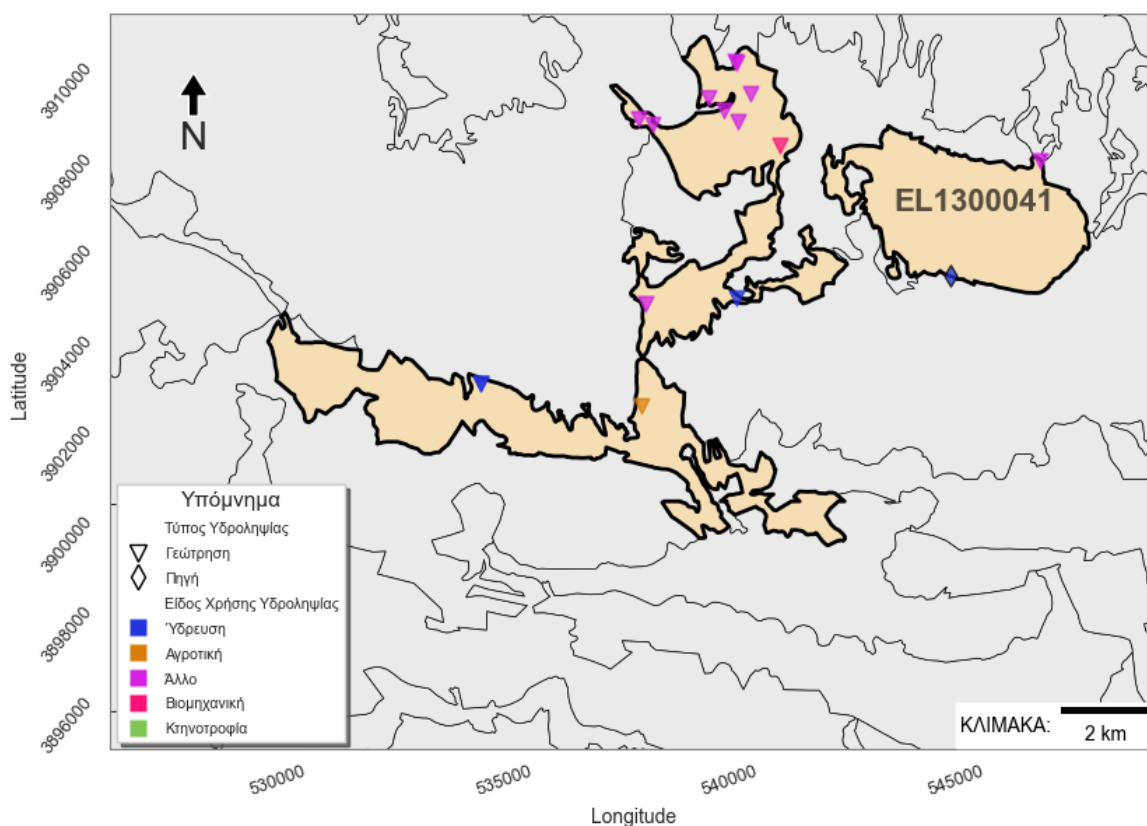 3910000
3908000
3906000
3904000
3902000
3900000
3898000
3896000
Latitude
N
EL1300041
Υπόμνημα
Τύπος Υδροληψίας
Γεώτρηση
Πηγή
Είδος Χρήσης Υδροληψίας
Ύδρευση
Αγροτική
Άλλο
Βιομηχανική
Κτηνοτροφία
ΚΛΙΜΑΚΑ:
2 km
530000
535000
540000
545000
Longitude